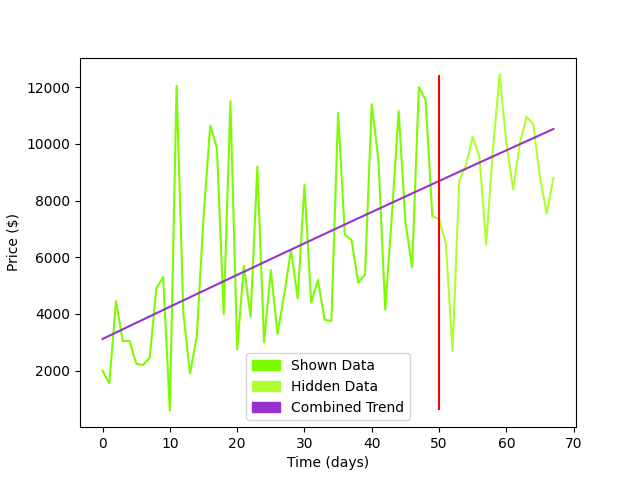 12000
10000
8000
6000
4000
2000
Price ($)
Shown Data
Hidden Data
Combined Trend
0 10 20 30 40 50 60 70
Time (days)